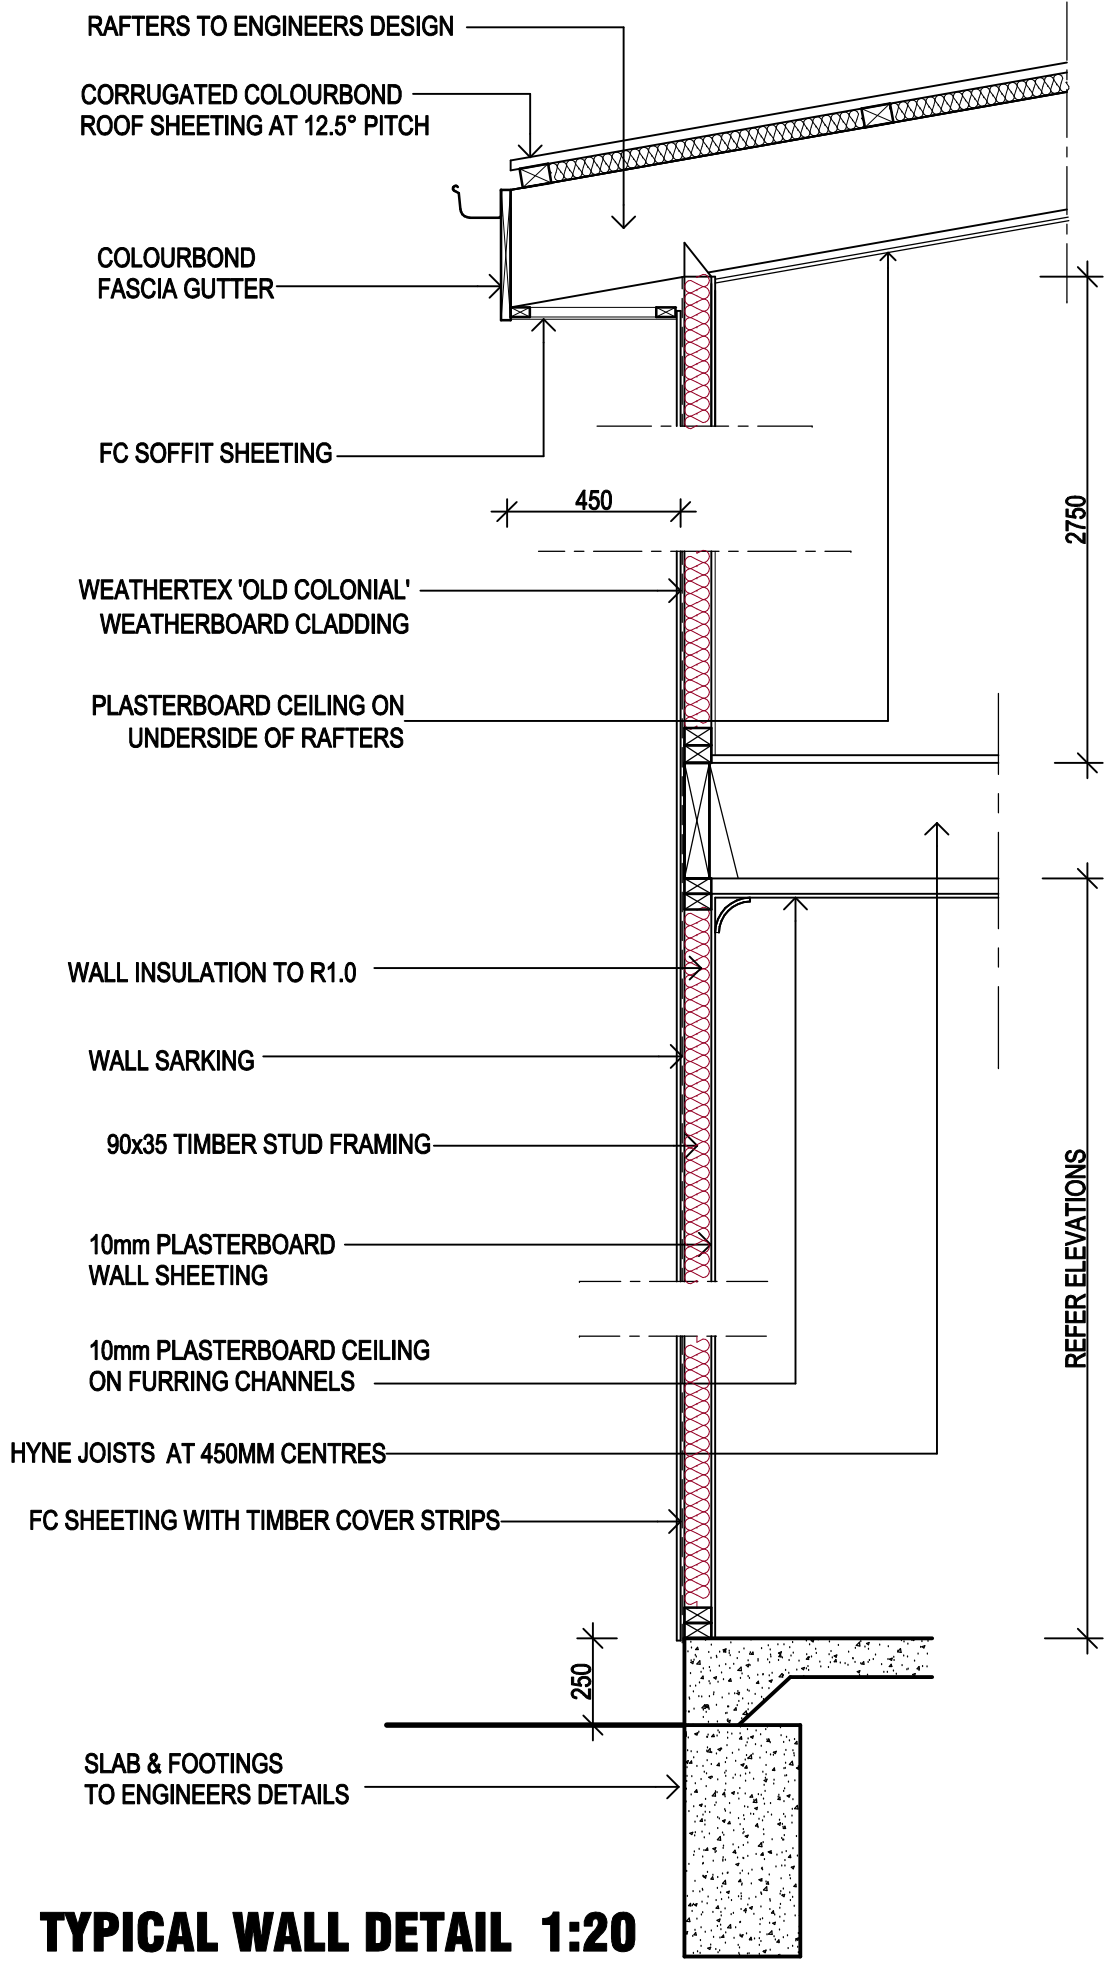 RAFTERS TO ENGINEERS DESIGN
CORRUGATED COLOURBOND
ROOF SHEETING AT 12.5° PITCH
COLOURBOND
FASCIA GUTTER
FC SOFFIT SHEETING
450
2750
WEATHERTEX 'OLD COLONIAL'
WEATHERBOARD CLADDING
PLASTERBOARD CEILING ON
UNDERSIDE OF RAFTERS
WALL INSULATION TO R1.0
WALL SARKING
90x35 TIMBER STUD FRAMING
10mm PLASTERBOARD
WALL SHEETING
REFER ELEVATIONS
10mm PLASTERBOARD CEILING
ON FURRING CHANNELS
HYNE JOISTS AT 450MM CENTRES
FC SHEETING WITH TIMBER COVER STRIPS
250
SLAB & FOOTINGS
TO ENGINEERS DETAILS
TYPICAL WALL DETAIL 1:20